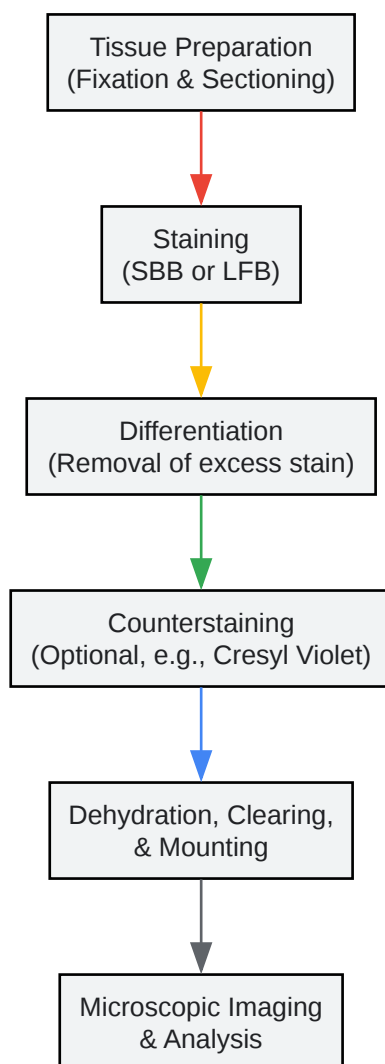 Tissue Preparation
(Fixation & Sectioning)
Staining
(SBB or LFB)
Differentiation
(Removal of excess stain)
Counterstaining
(Optional, e.g., Cresyl Violet)
Dehydration, Clearing,
& Mounting
Microscopic Imaging
& Analysis